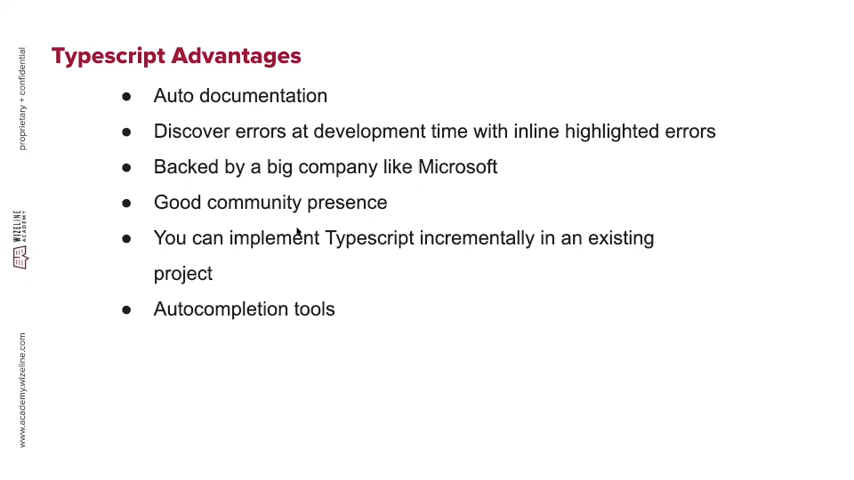 Typescript Advantages
● Auto documentation
● Discover errors at development time with inline highlighted errors
● Backed by a big company like Microsoft
● Good community presence
● You can implement Typescript incrementally in an existing
project
● Autocompletion tools
proprietary + confidential
WIZELINE
ACADEMY
www.academy.wizeline.com